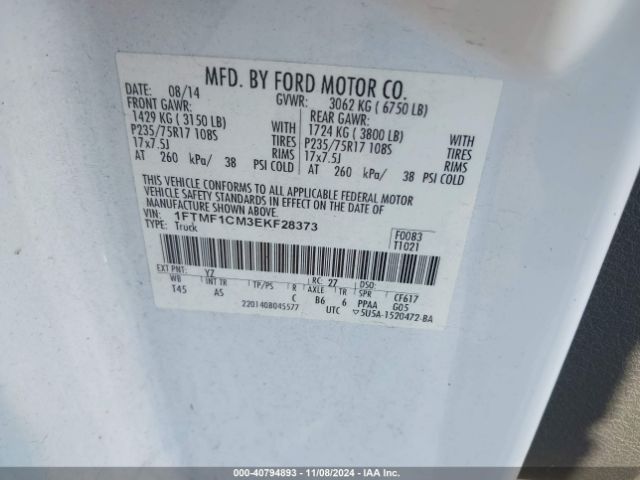 MFD. BY FORD MOTOR CO.
DATE: 08/14 GVWR: 3062 KG ( 6750 LB)
FRONT GAWR: REAR GAWR:
1429 KG ( 3150 LB) WITH 1724 KG ( 3800 LB) WITH
P235/75R17 108S TIRES P235/75R17 108S TIRES
17x7.5J RIMS 17x7.5J RIMS
AT 260 kPa/ 38 PSI COLD AT 260 kPa/ 38 PSI COLD
THIS VEHICLE CONFORMS TO ALL APPLICABLE FEDERAL MOTOR
VEHICLE SAFETY STANDARDS IN EFFECT ON THE DATE OF
MANUFACTURE SHOWN ABOVE.
VIN: 1FTMF1CM3EKF28373 F0083
TYPE: Truck T1021
EXT PNT: YZ RC: 27 DSO:
WB INT TR TP/PS R AXLE TR SPR CF617
145 AS C B6 6 PPAA G05
220140804557? UTC ▽5U5A-1520472-BA
000-40794893 - 11/08/2024 - IAA Inc.